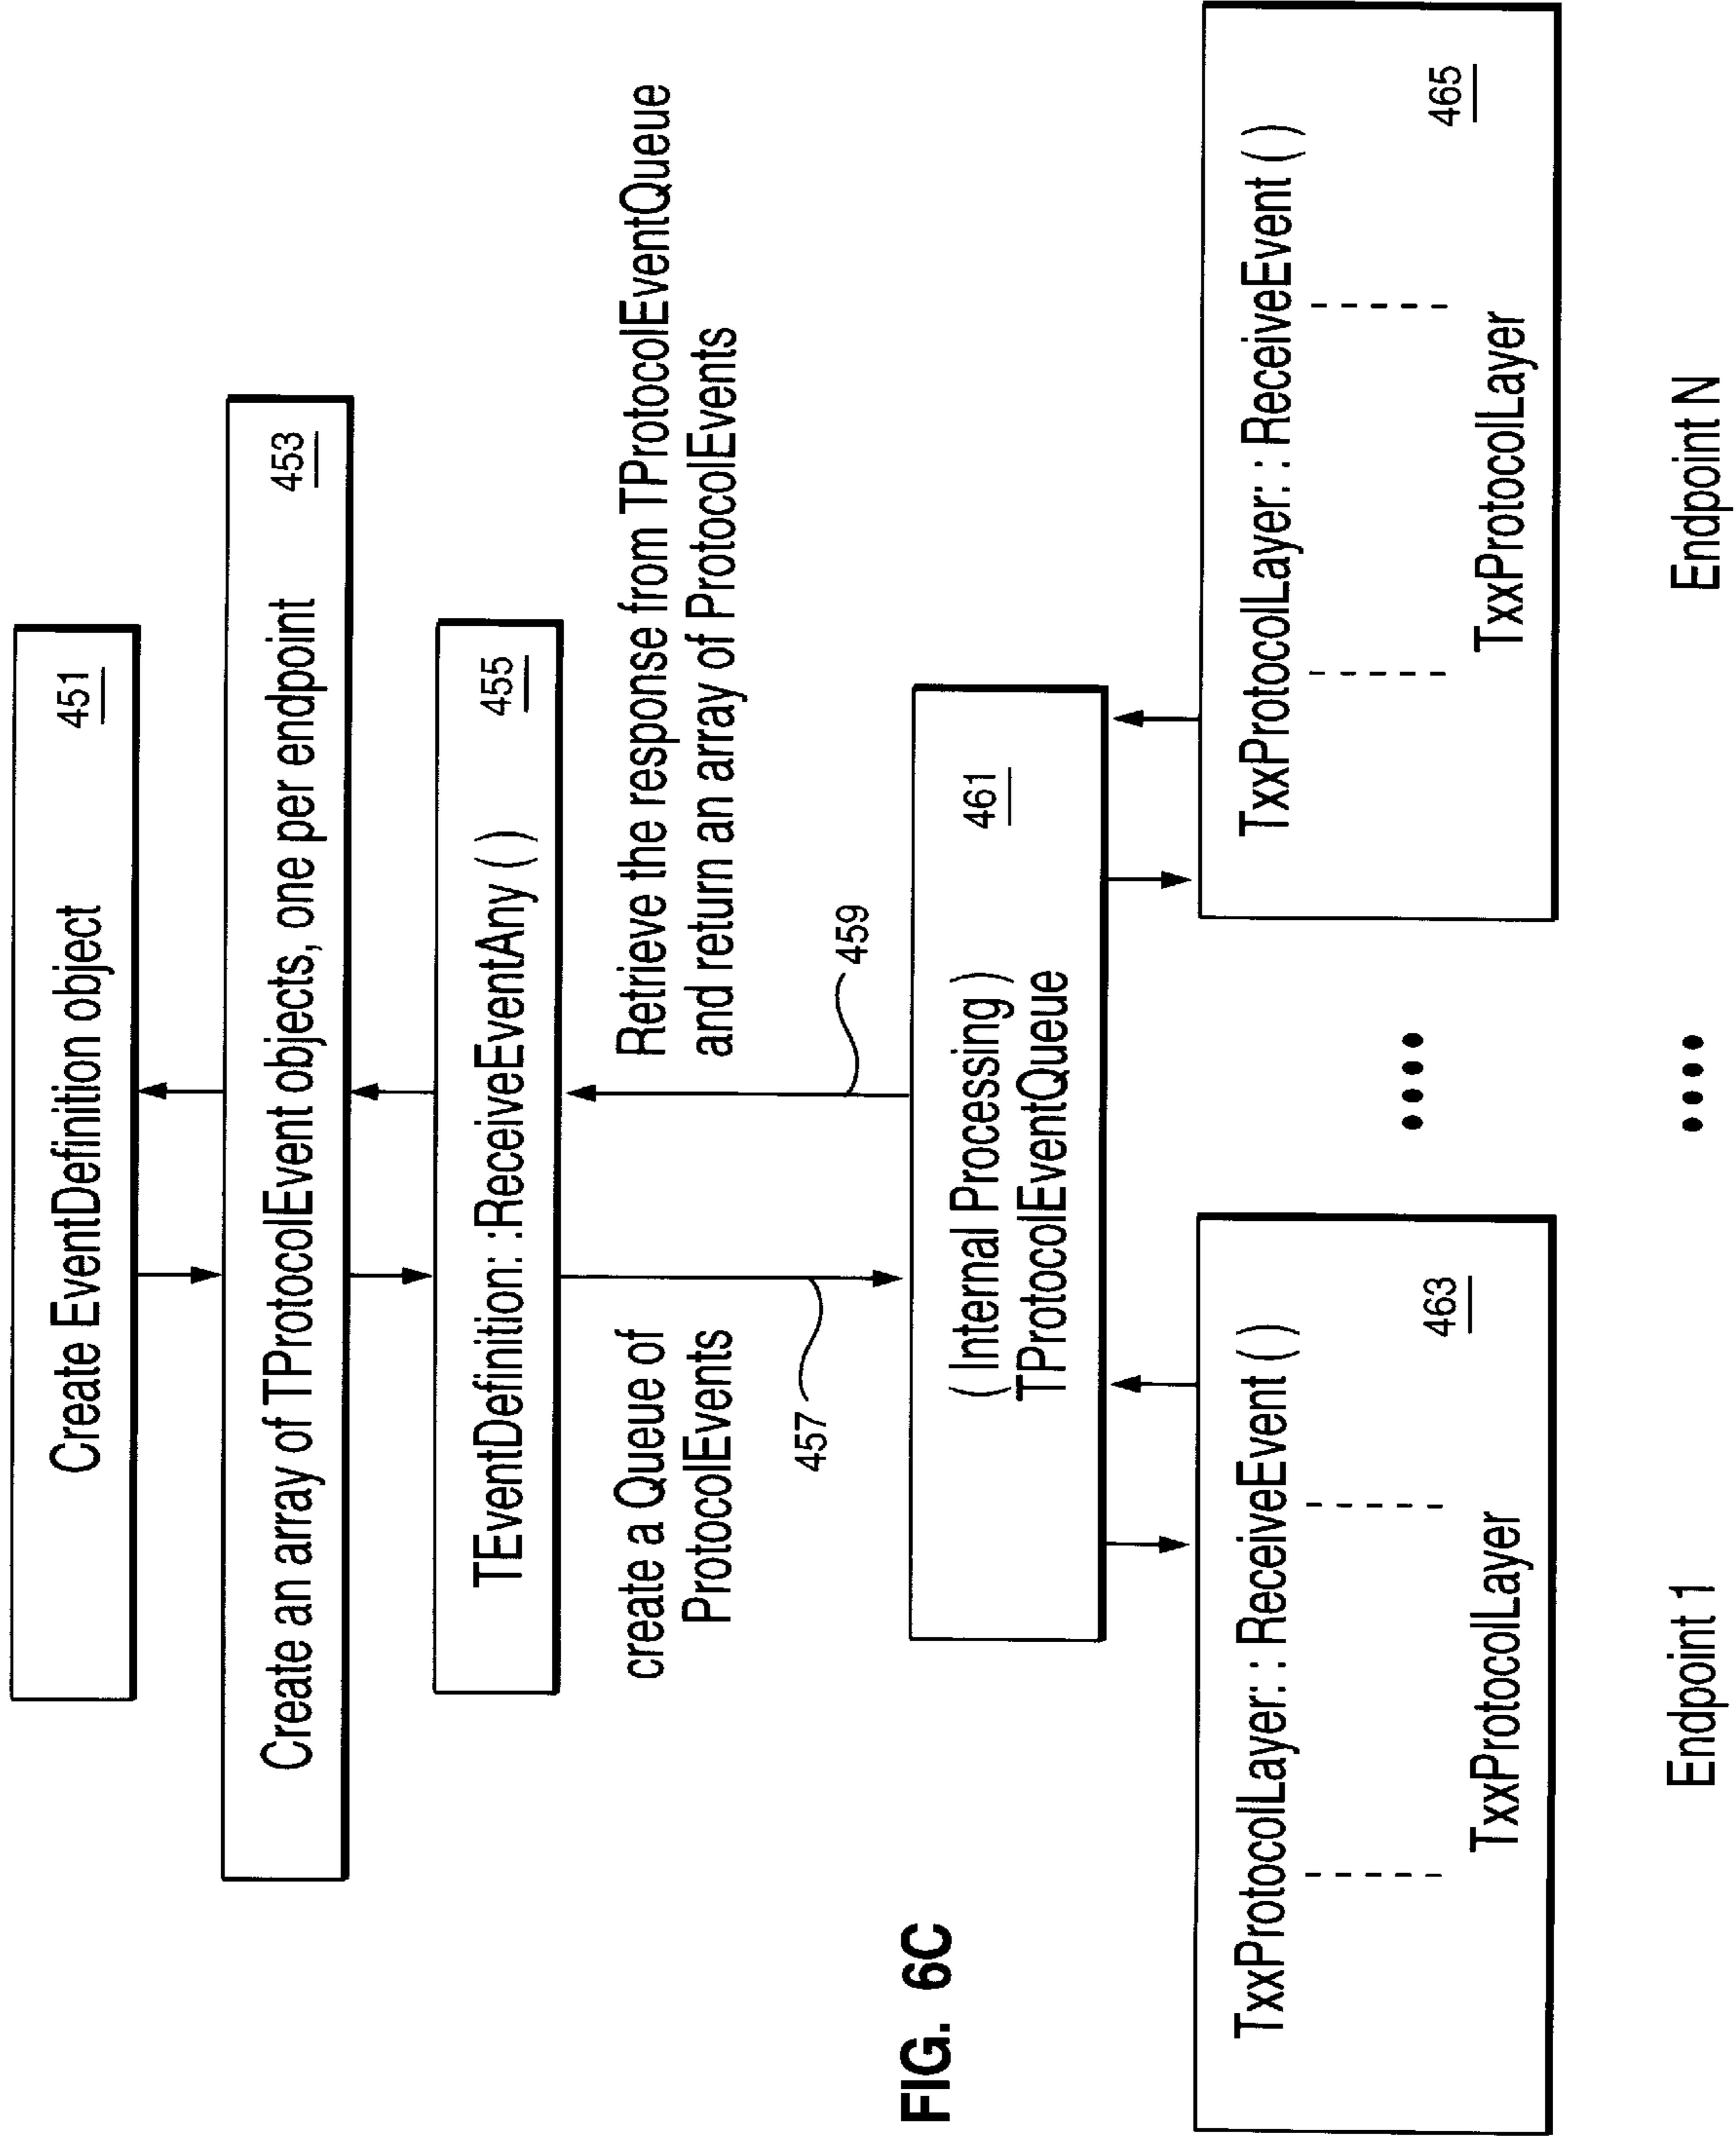 Create EventDefinition object
451
Create an array of TProtocolEvent objects, one per endpoint
453
TEventDefinition: :ReceiveEventAny ( )
455
create a Queue of
ProtocolEvents
457
Retrieve the response from TProtocolEventQueue
and return an array of ProtocolEvents
459
( Internal Processing )
TProtocolEventQueue
461
TxxProtocolLayer: : ReceiveEvent ( )
463
TxxProtocolLayer
TxxProtocolLayer: : ReceiveEvent ( )
465
TxxProtocolLayer
Endpoint 1
Endpoint N
FIG. 6C